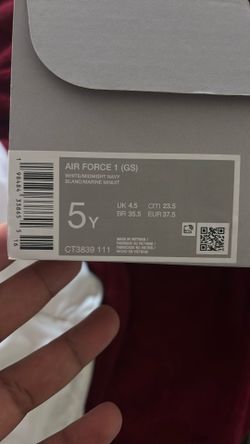 AIR FORCE 1 (GS)
WHITE/MIDNIGHT NAVY
BLANC/MARINE MINUIT
5Y
UK 4.5 cm 23.5
BR 35.5 EUR 37.5
CT3839 111
MADE IN VIETNAM